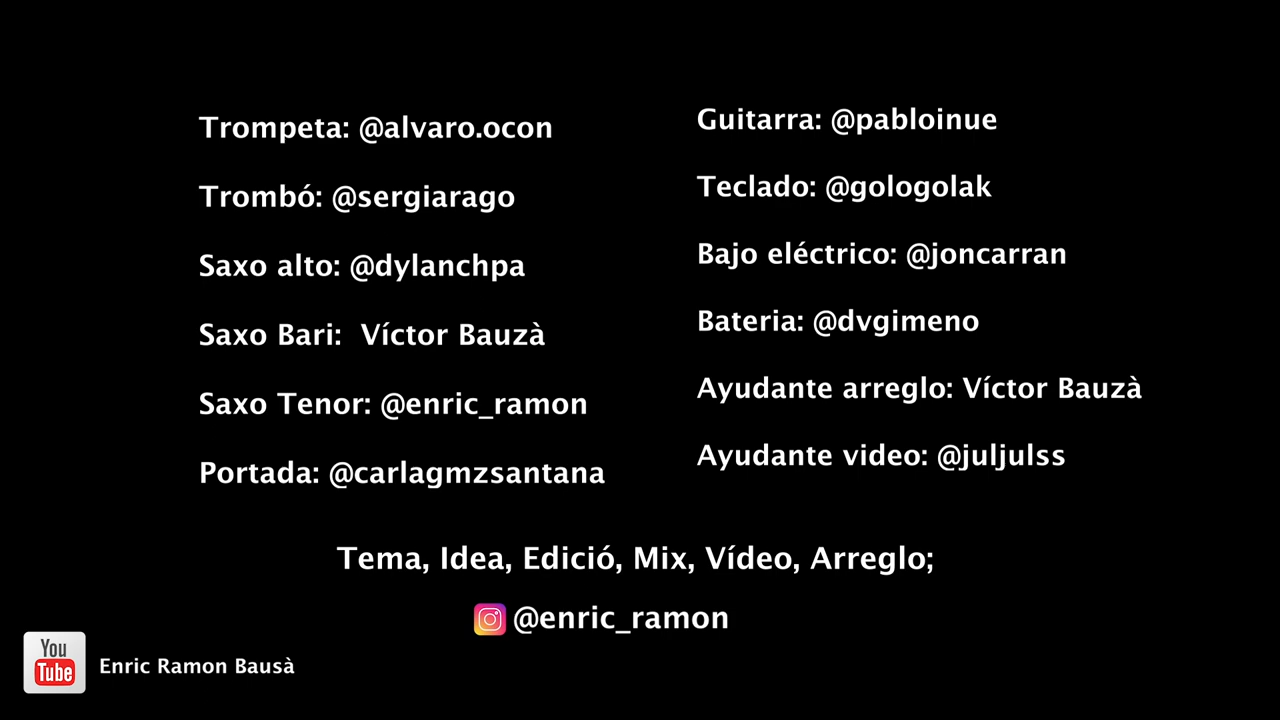 Trompeta: @alvaro.ocon
Trombó: @sergiarago
Saxo alto: @dylanchpa
Saxo Bari:  Víctor Bauzà
Saxo Tenor: @enric_ramon
Portada: @carlagmzsantana
Guitarra: @pabloinue
Teclado: @gologolak
Bajo eléctrico: @joncarran
Bateria: @dvgimeno
Ayudante arreglo: Víctor Bauzà
Ayudante video: @juljulss
Tema, Idea, Edició, Mix, Vídeo, Arreglo;
@enric_ramon
You
Tube
Enric Ramon Bausà